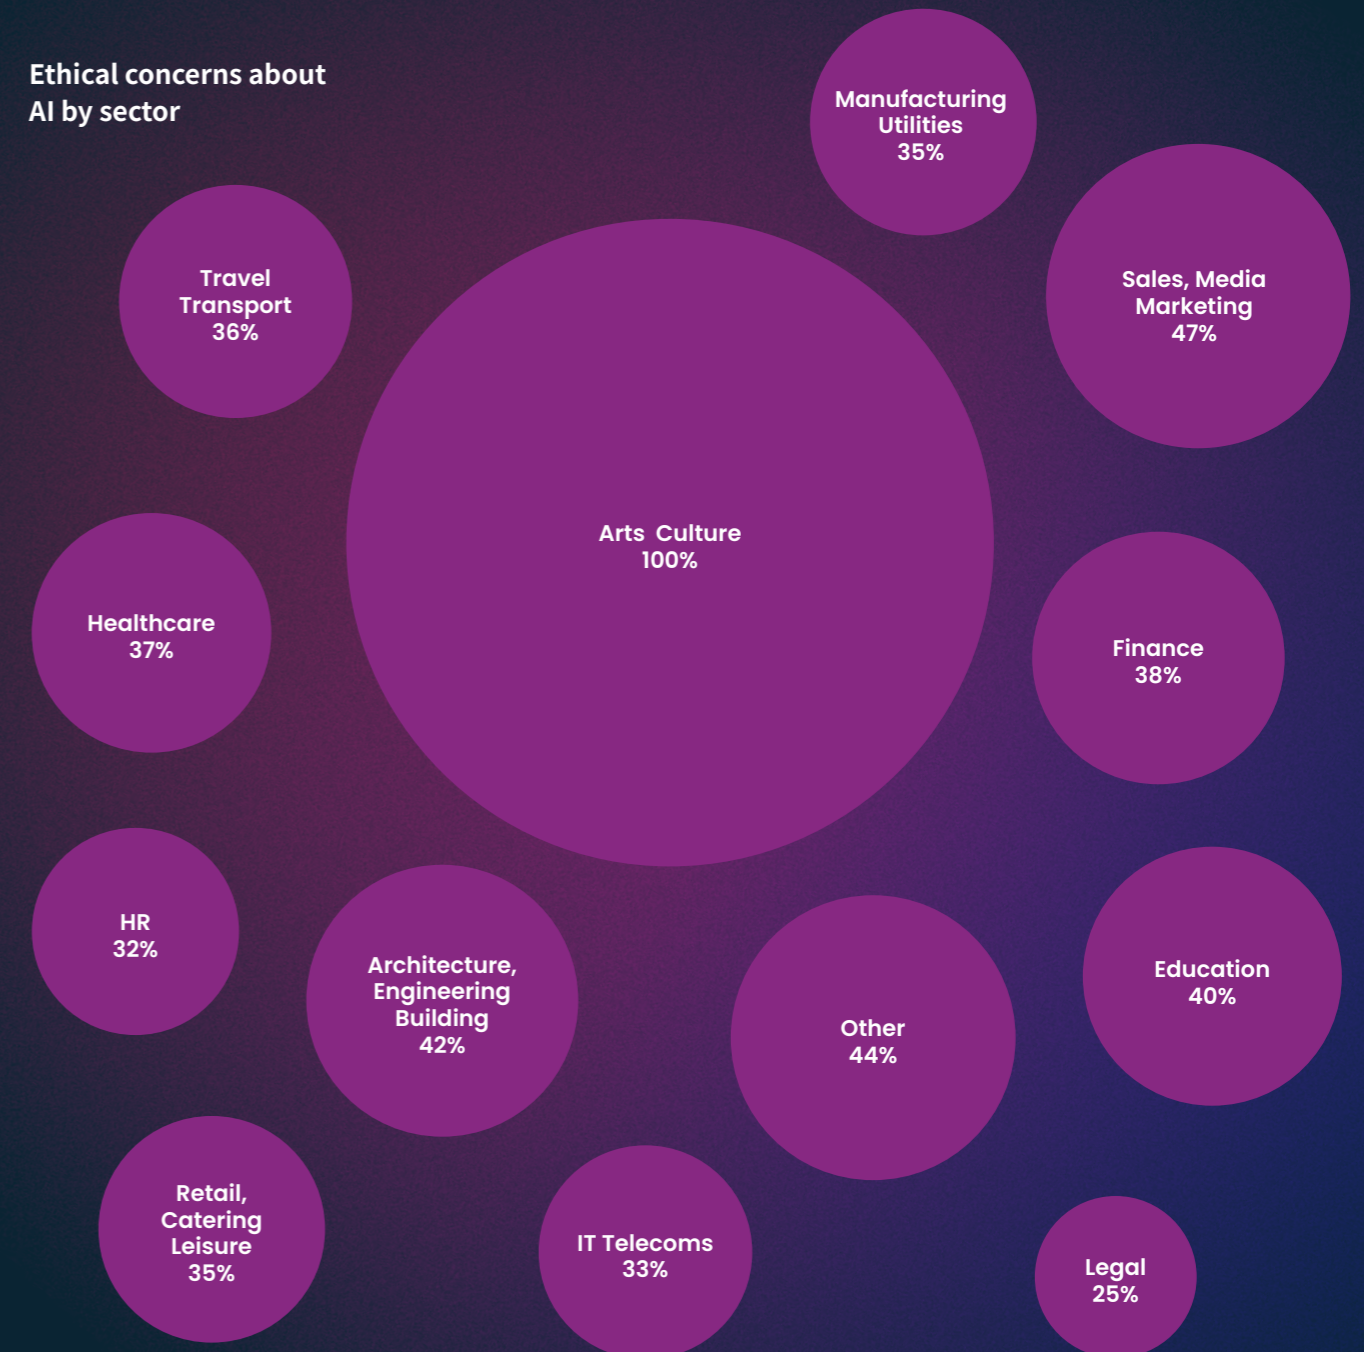 Ethical concerns about
AI by sector
Manufacturing
Utilities
35%
Sales, Media
Marketing
47%
Travel
Transport
36%
Arts Culture
100%
Healthcare
37%
Finance
38%
HR
32%
Architecture,
Engineering
Building
42%
Other
44%
Education
40%
Retail,
Catering
Leisure
35%
IT Telecoms
33%
Legal
25%